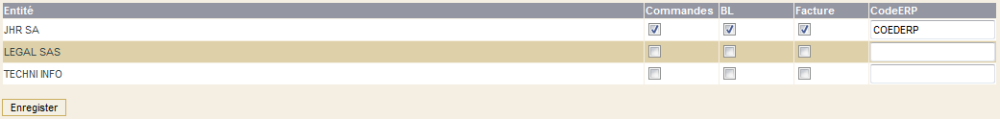 Entité Commandes BL Facture CodeERP
JHR SA COEDERP
LEGAL SAS
TECHNI INFO
Enregister